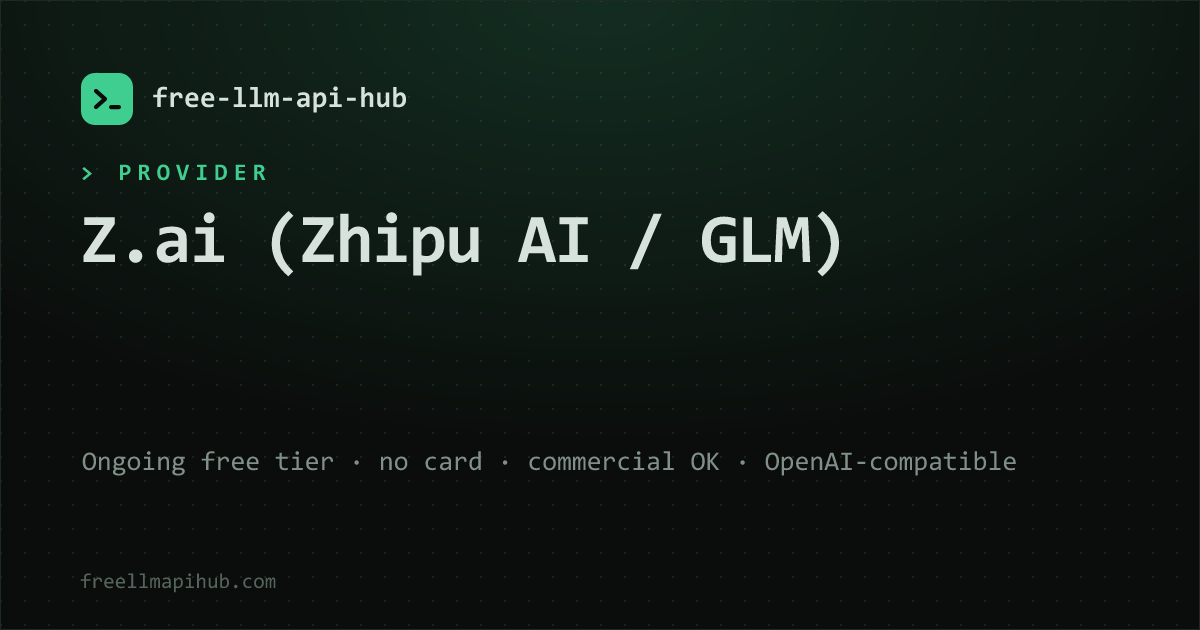 free-llm-api-hub
> PROVIDER
Z.ai (Zhipu AI / GLM)
Ongoing free tier · no card · commercial OK · OpenAI-compatible
freellmapihub.com